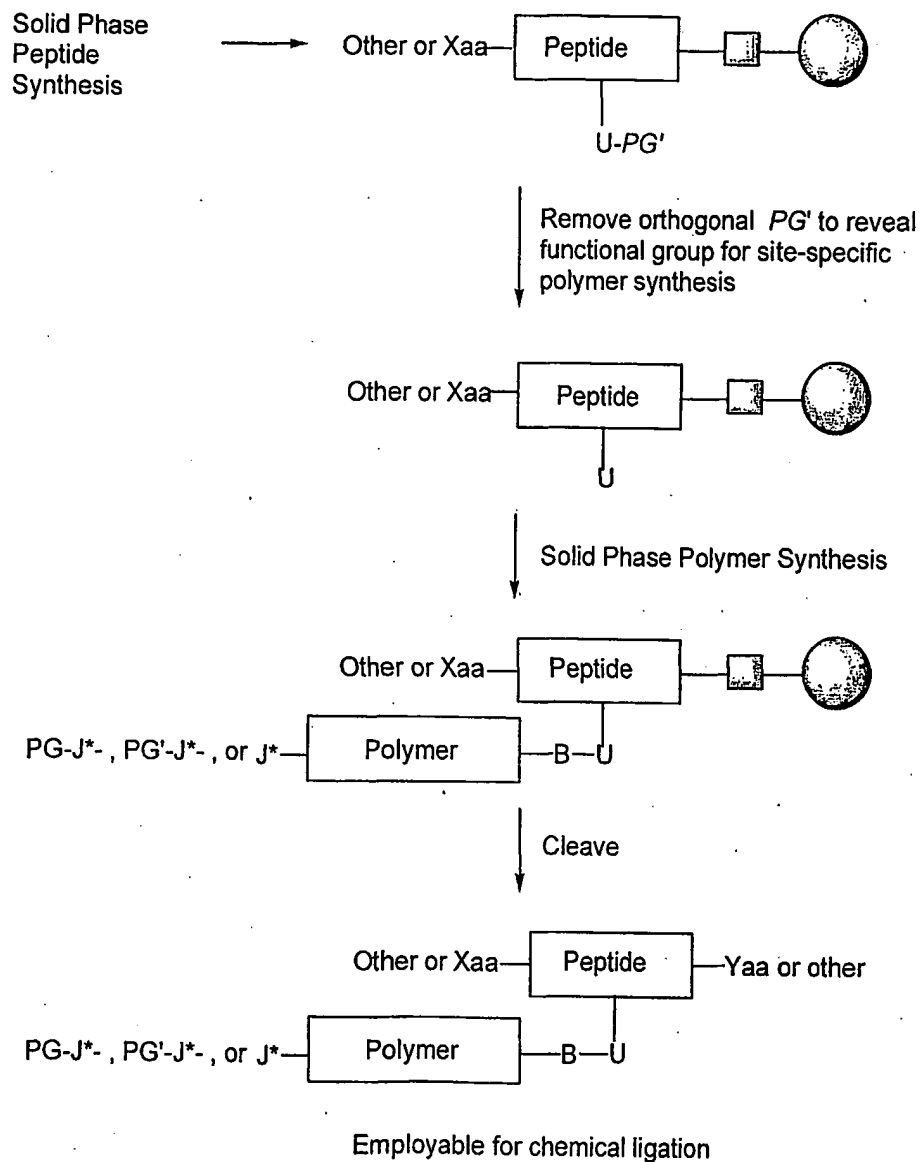 Solid Phase
Peptide
Synthesis
Other or Xaa
Peptide
U-PG'
Remove orthogonal PG' to reveal
functional group for site-specific
polymer synthesis
Other or Xaa
Peptide
U
Solid Phase Polymer Synthesis
Other or Xaa
Peptide
PG-J*- , PG'-J*- , or J*
Polymer
B
U
Cleave
Other or Xaa
Peptide
Yaa or other
PG-J*- , PG'-J*- , or J*
Polymer
B
U
Employable for chemical ligation